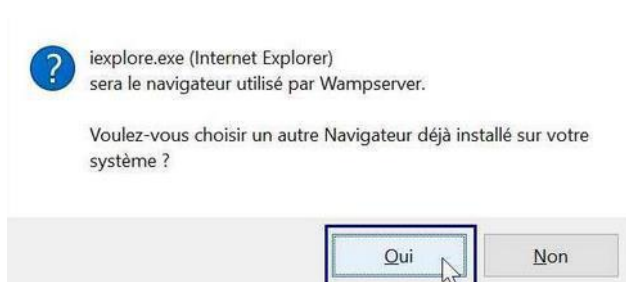 iexplore.exe (Internet Explorer)
sera le navigateur utilisé par Wampserver.
Voulez-vous choisir un autre Navigateur déjà installé sur votre
système ?
Oui
Non